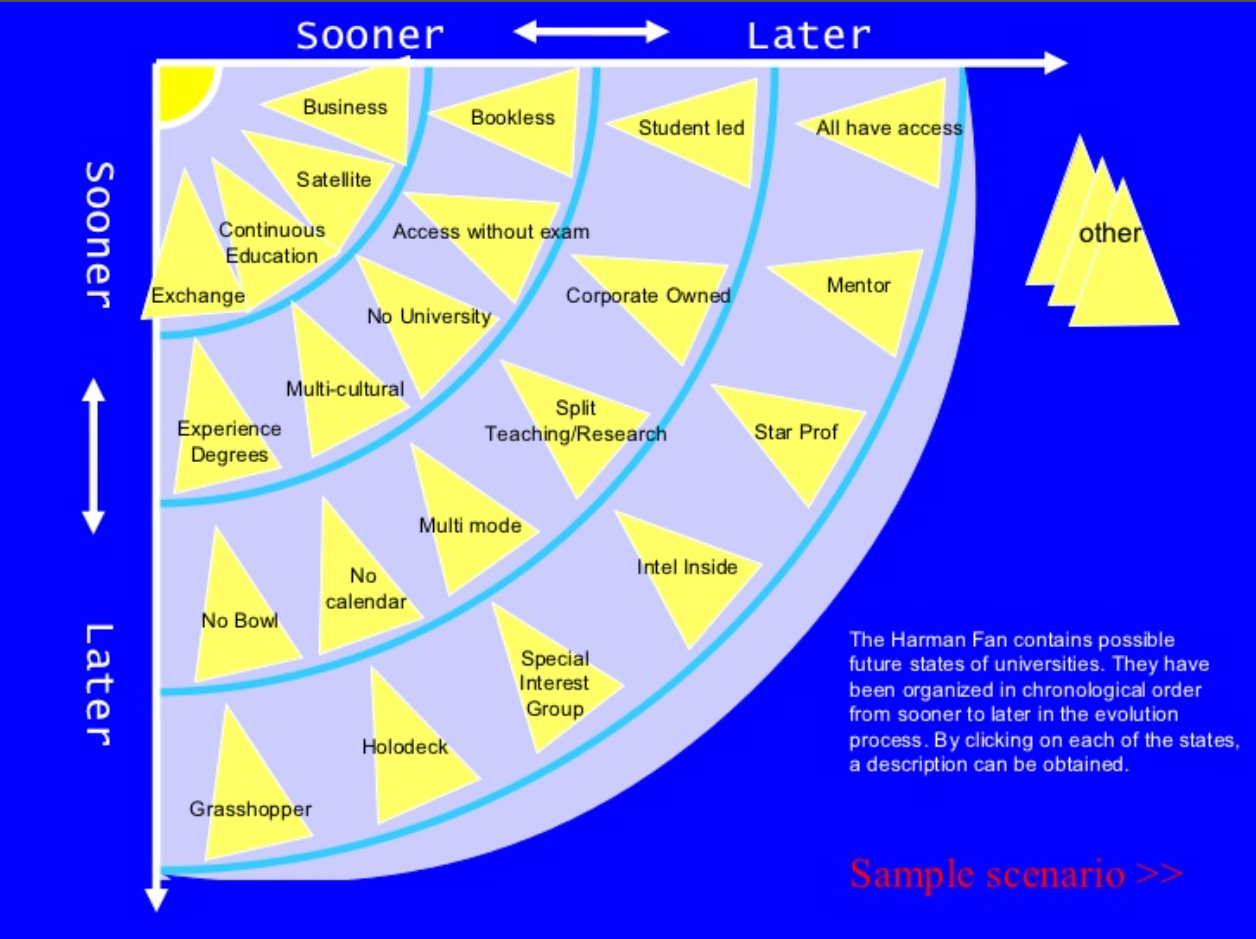 Sooner
Later
Sooner
Later
Business
Bookless
Student led
All have access
Satellite
Continuous
Education
Exchange
Access without exam
No University
Multi-cultural
Experience
Degrees
Corporate Owned
Split
Teaching/Research
Multi mode
No
calendar
No Bowl
Mentor
Star Prof
Intel Inside
Special
Interest
Group
Holodeck
Grasshopper
other
The Harman Fan contains possible
future states of universities. They have
been organized in chronological order
from sooner to later in the evolution
process. By clicking on each of the states,
a description can be obtained.
Sample scenario >>